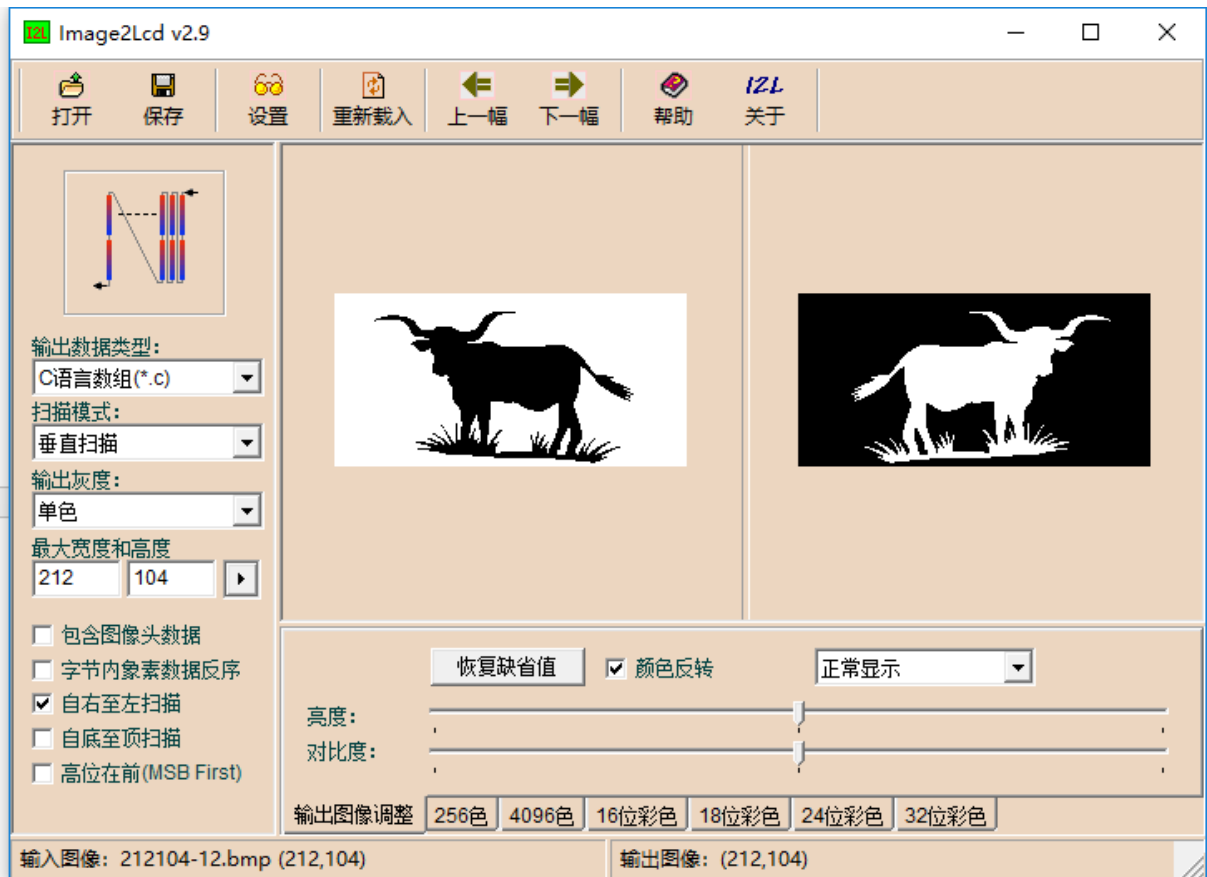 I2L Image2Lcd v2.9
打开 保存 设置 重新载入 上一幅 下一幅 帮助 I2L 关于
输出数据类型:
C语言数组(*.c)
扫描模式:
垂直扫描
输出灰度:
单色
最大宽度和高度
212 104
包含图像头数据
字节内象素数据反序
自右至左扫描
自底至顶扫描
高位在前(MSB First)
恢复缺省值 颜色反转 正常显示
亮度:
对比度:
输出图像调整 256色 4096色 16位彩色 18位彩色 24位彩色 32位彩色
输入图像: 212104-12.bmp (212,104) 输出图像: (212,104)